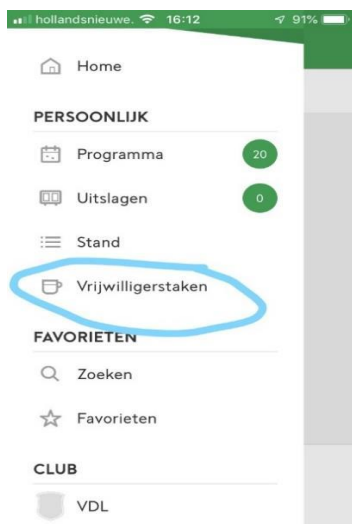 hollandsnieuwe. 16:12 91%
Home
PERSOONLIJK
Programma 20
Uitslagen 0
Stand
Vrijwilligerstaken
FAVORIETEN
Zoeken
Favorieten
CLUB
VDL